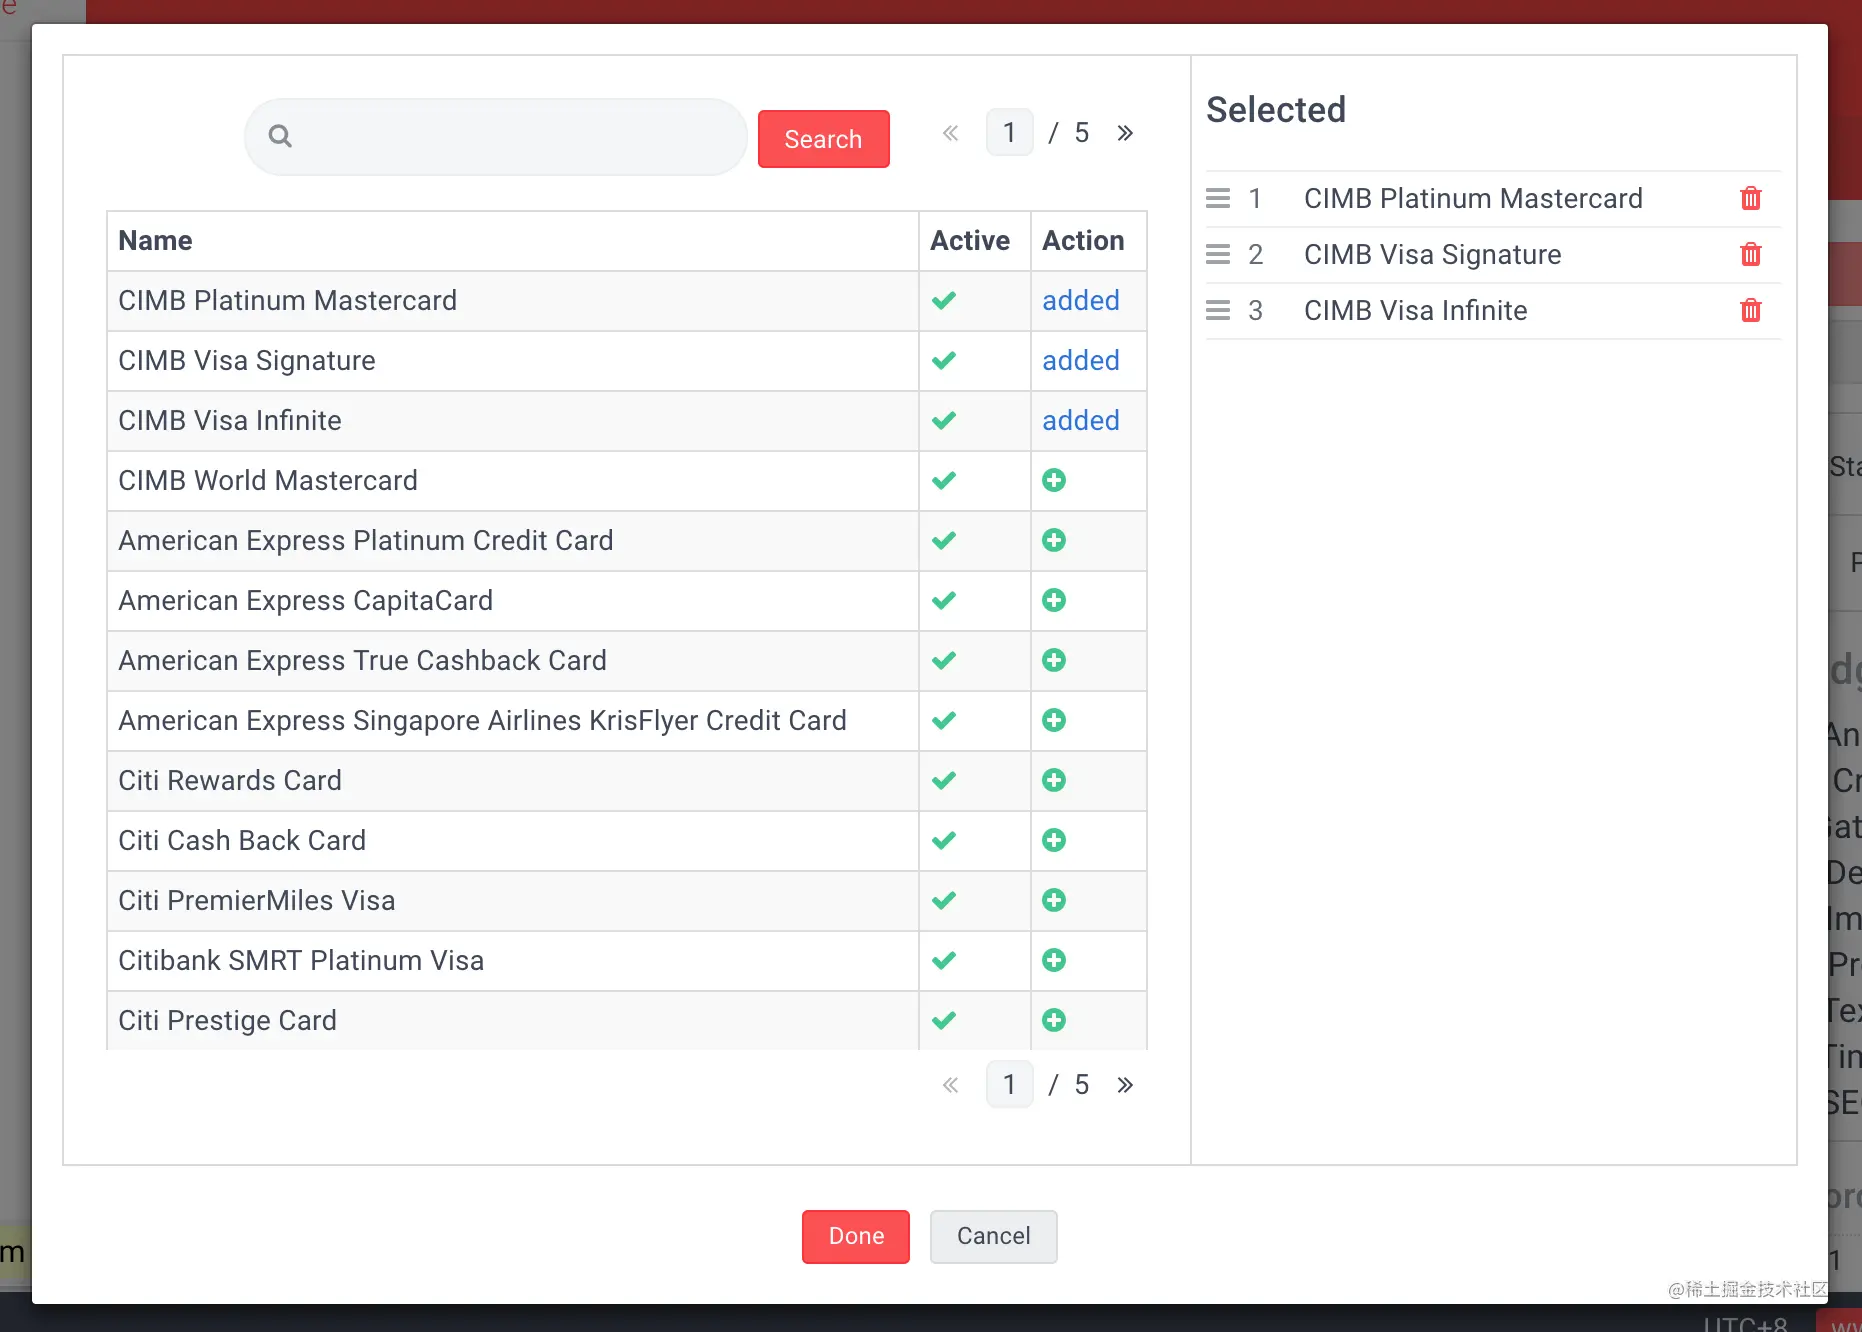 Search
« 1 / 5 »
Name Active Action
CIMB Platinum Mastercard added
CIMB Visa Signature added
CIMB Visa Infinite added
CIMB World Mastercard
American Express Platinum Credit Card
American Express CapitaCard
American Express True Cashback Card
American Express Singapore Airlines KrisFlyer Credit Card
Citi Rewards Card
Citi Cash Back Card
Citi PremierMiles Visa
Citibank SMRT Platinum Visa
Citi Prestige Card
« 1 / 5 »
Selected
1 CIMB Platinum Mastercard
2 CIMB Visa Signature
3 CIMB Visa Infinite
Done Cancel
@稀土掘金技术社区
UTC+8